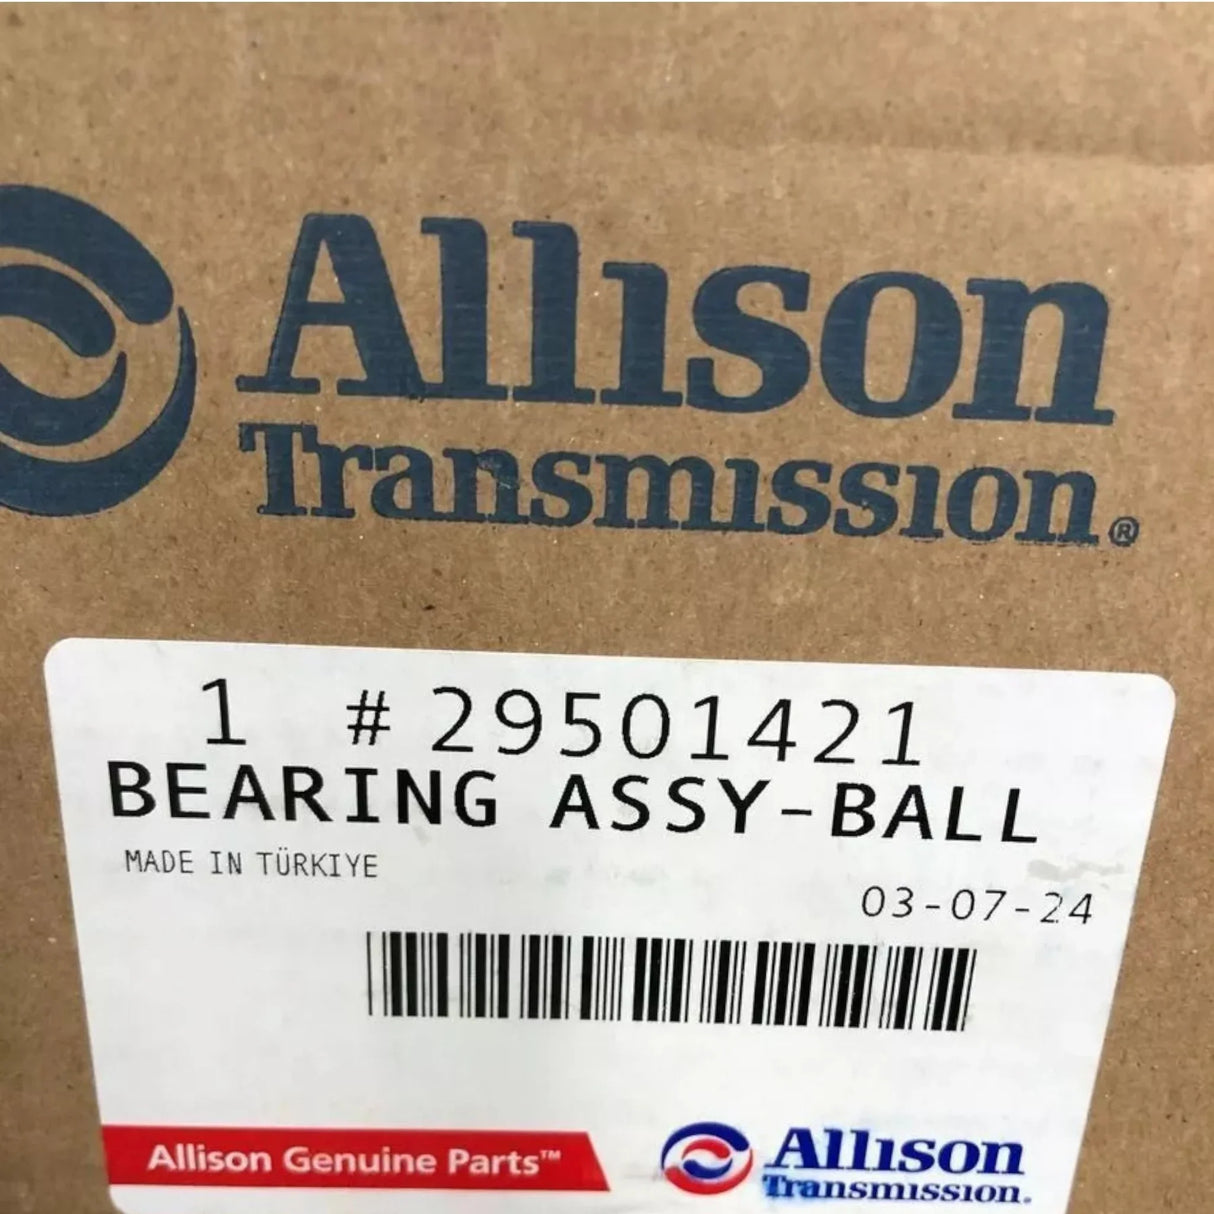 Allison
Transmission®
1 # 29501421
BEARING ASSY-BALL
MADE IN TÜRKIYE
03-07-24
Allison Genuine Parts™
Allison
Transmission.